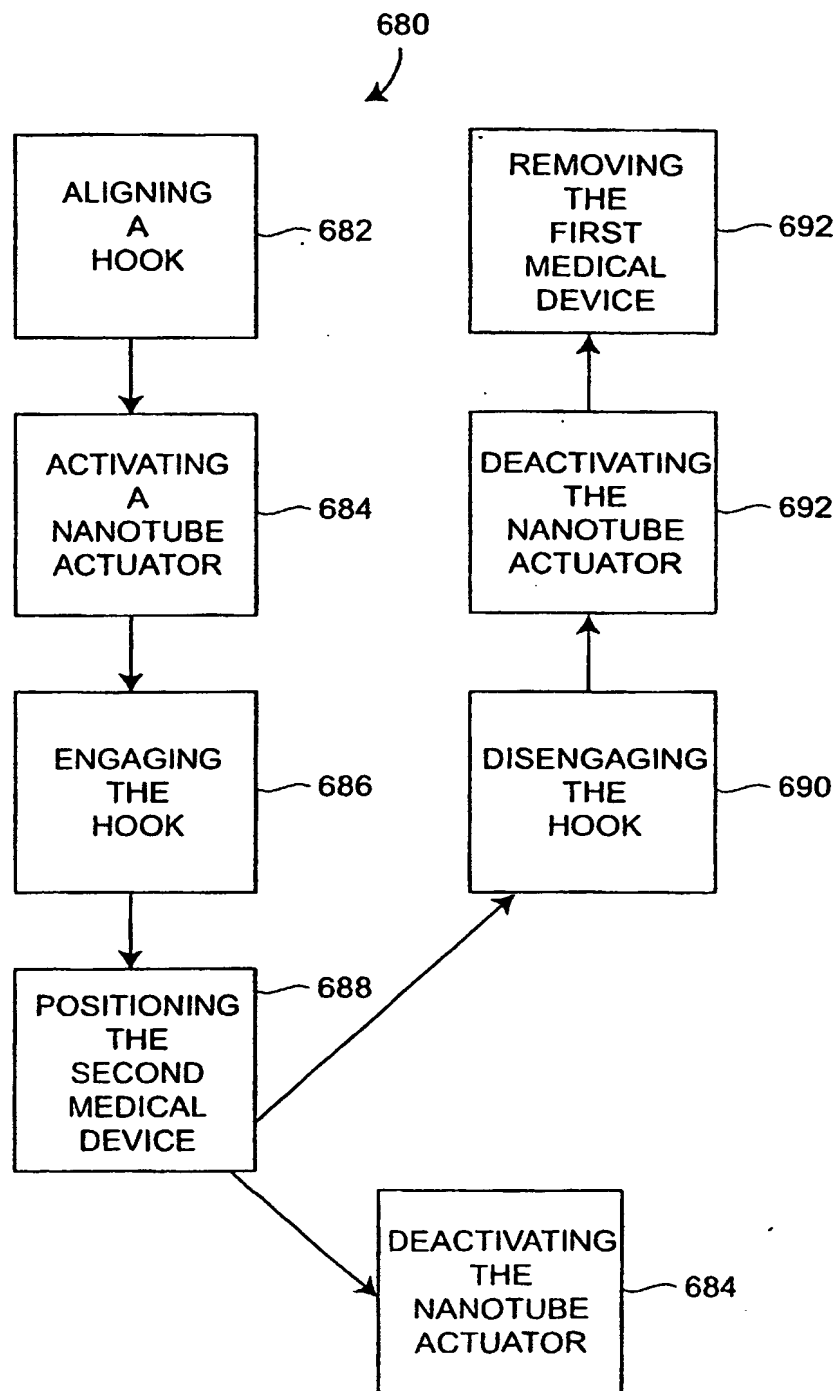 680
ALIGNING
A
HOOK
682
ACTIVATING
A
NANOTUBE
ACTUATOR
684
ENGAGING
THE
HOOK
686
POSITIONING
THE
SECOND
MEDICAL
DEVICE
688
REMOVING
THE
FIRST
MEDICAL
DEVICE
692
DEACTIVATING
THE
NANOTUBE
ACTUATOR
692
DISENGAGING
THE
HOOK
690
DEACTIVATING
THE
NANOTUBE
ACTUATOR
684